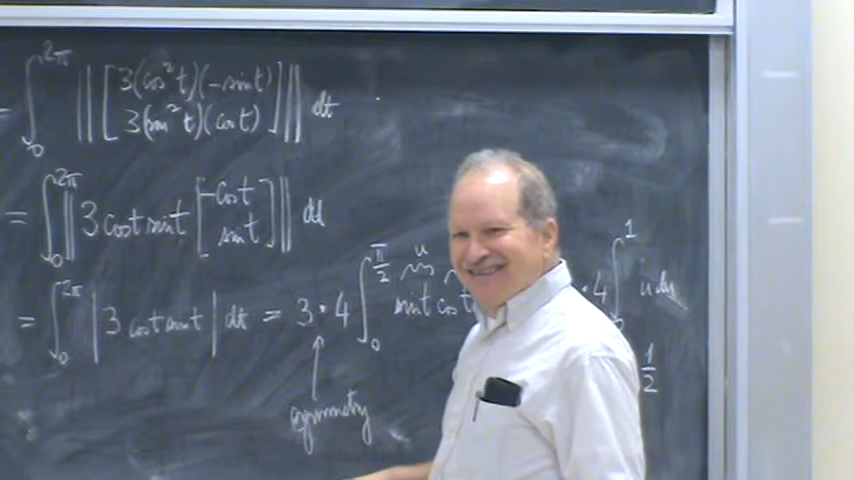 = ∫₀^{2π} ‖ [ 3(cos²t)(-sin t) ; 3(sin²t)(cos t) ] ‖ dt
= ∫₀^{2π} ‖ 3 cos t sin t [ -cos t ; sin t ] ‖ dt
= ∫₀^{2π} | 3 cos t sin t | dt = 3·4 ∫₀^{π/2} sin t cos t ·4 ∫₀^1 u du
u
symmetry
1/2